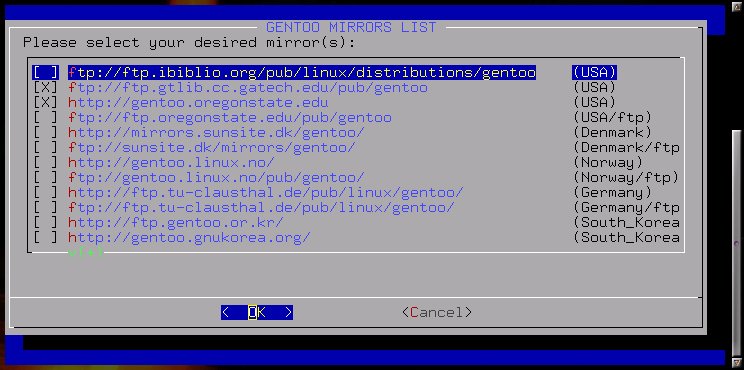 GENTOO MIRRORS LIST
Please select your desired mirror(s):
[ ] ftp://ftp.ibiblio.org/pub/linux/distributions/gentoo (USA)
[X] ftp://ftp.gtlib.cc.gatech.edu/pub/gentoo (USA)
[X] http://gentoo.oregonstate.edu (USA)
[ ] ftp://ftp.oregonstate.edu/pub/gentoo (USA/ftp)
[ ] http://mirrors.sunsite.dk/gentoo/ (Denmark)
[ ] ftp://sunsite.dk/mirrors/gentoo/ (Denmark/ftp
[ ] http://gentoo.linux.no/ (Norway)
[ ] ftp://gentoo.linux.no/pub/gentoo/ (Norway/ftp)
[ ] http://ftp.tu-clausthal.de/pub/linux/gentoo/ (Germany)
[ ] ftp://ftp.tu-clausthal.de/pub/linux/gentoo/ (Germany/ftp
[ ] http://ftp.gentoo.or.kr/ (South_Korea
[ ] http://gentoo.gnukorea.org/ (South_Korea
v(+)
< OK > <Cancel>